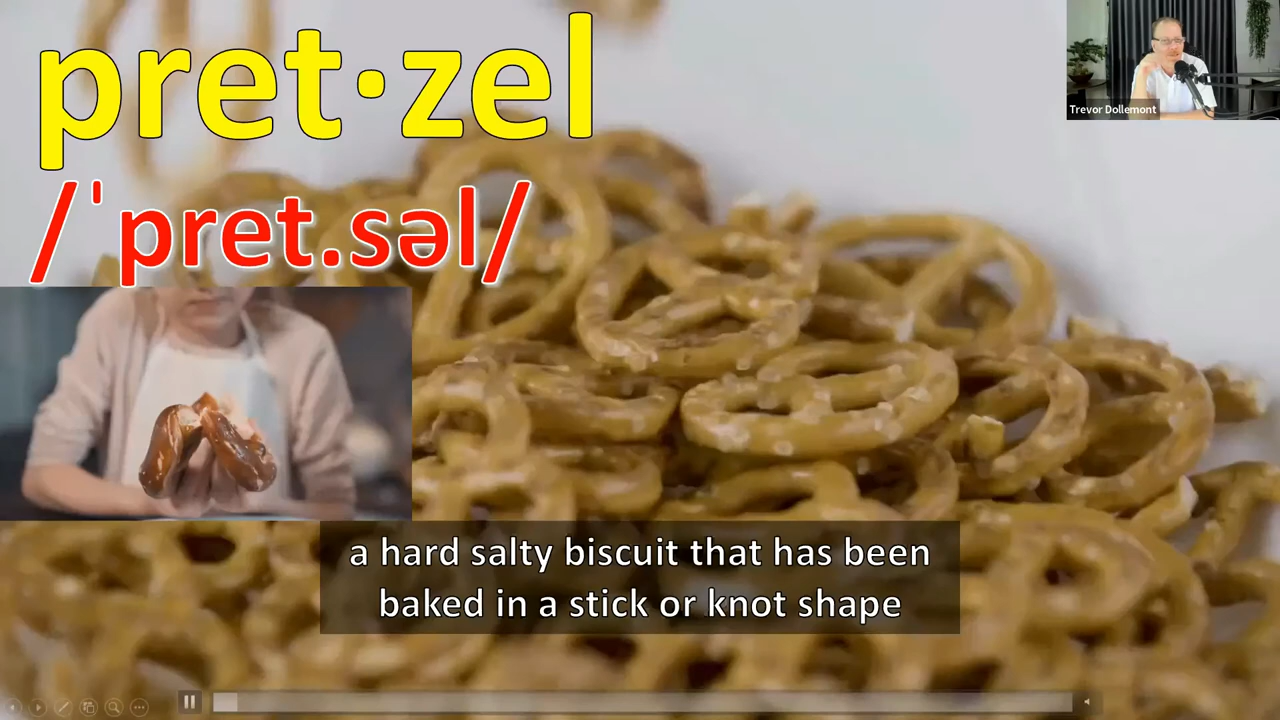 pret·zel
/ˈpret.səl/
Trevor Dollemont
a hard salty biscuit that has been
baked in a stick or knot shape